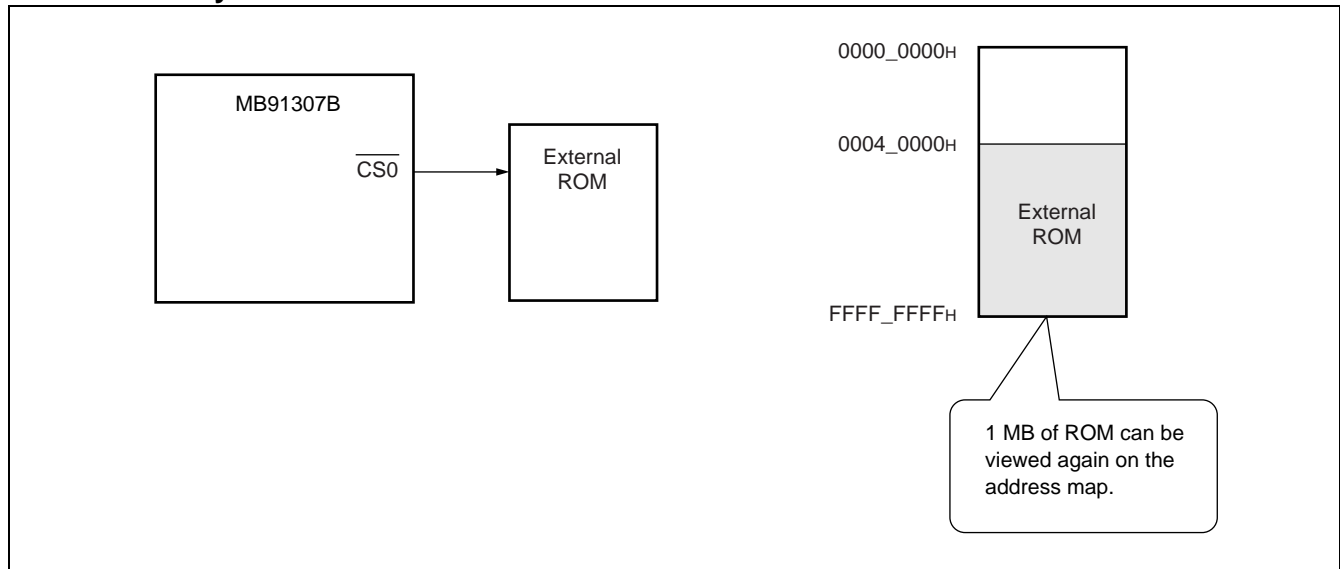 MB91307B
CS0
External
ROM
0000_0000H
0004_0000H
External
ROM
FFFF_FFFFH
1 MB of ROM can be
viewed again on the
address map.